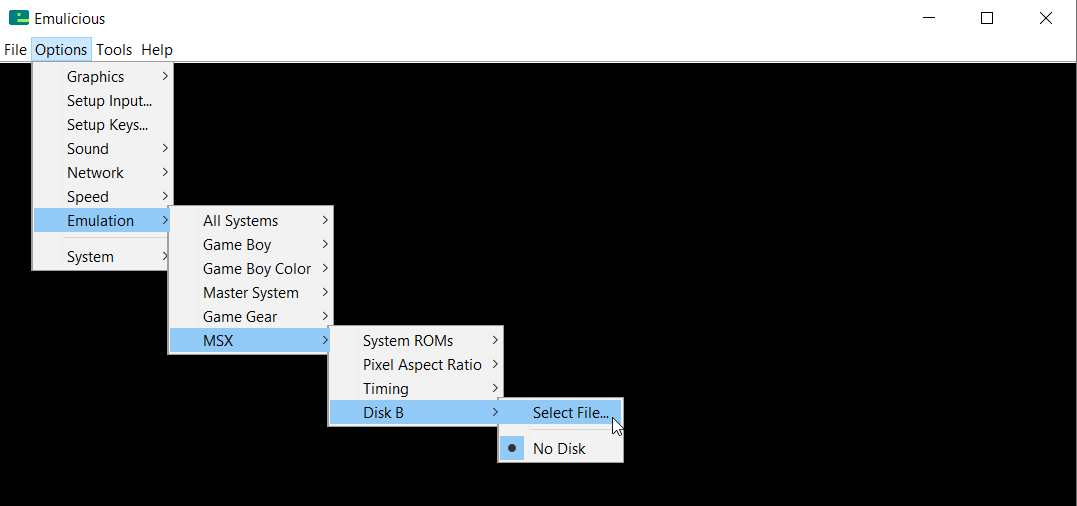 Emulicious
File Options Tools Help
Graphics
Setup Input...
Setup Keys...
Sound
Network
Speed
Emulation
System
All Systems
Game Boy
Game Boy Color
Master System
Game Gear
MSX
System ROMs
Pixel Aspect Ratio
Timing
Disk B
Select File...
No Disk